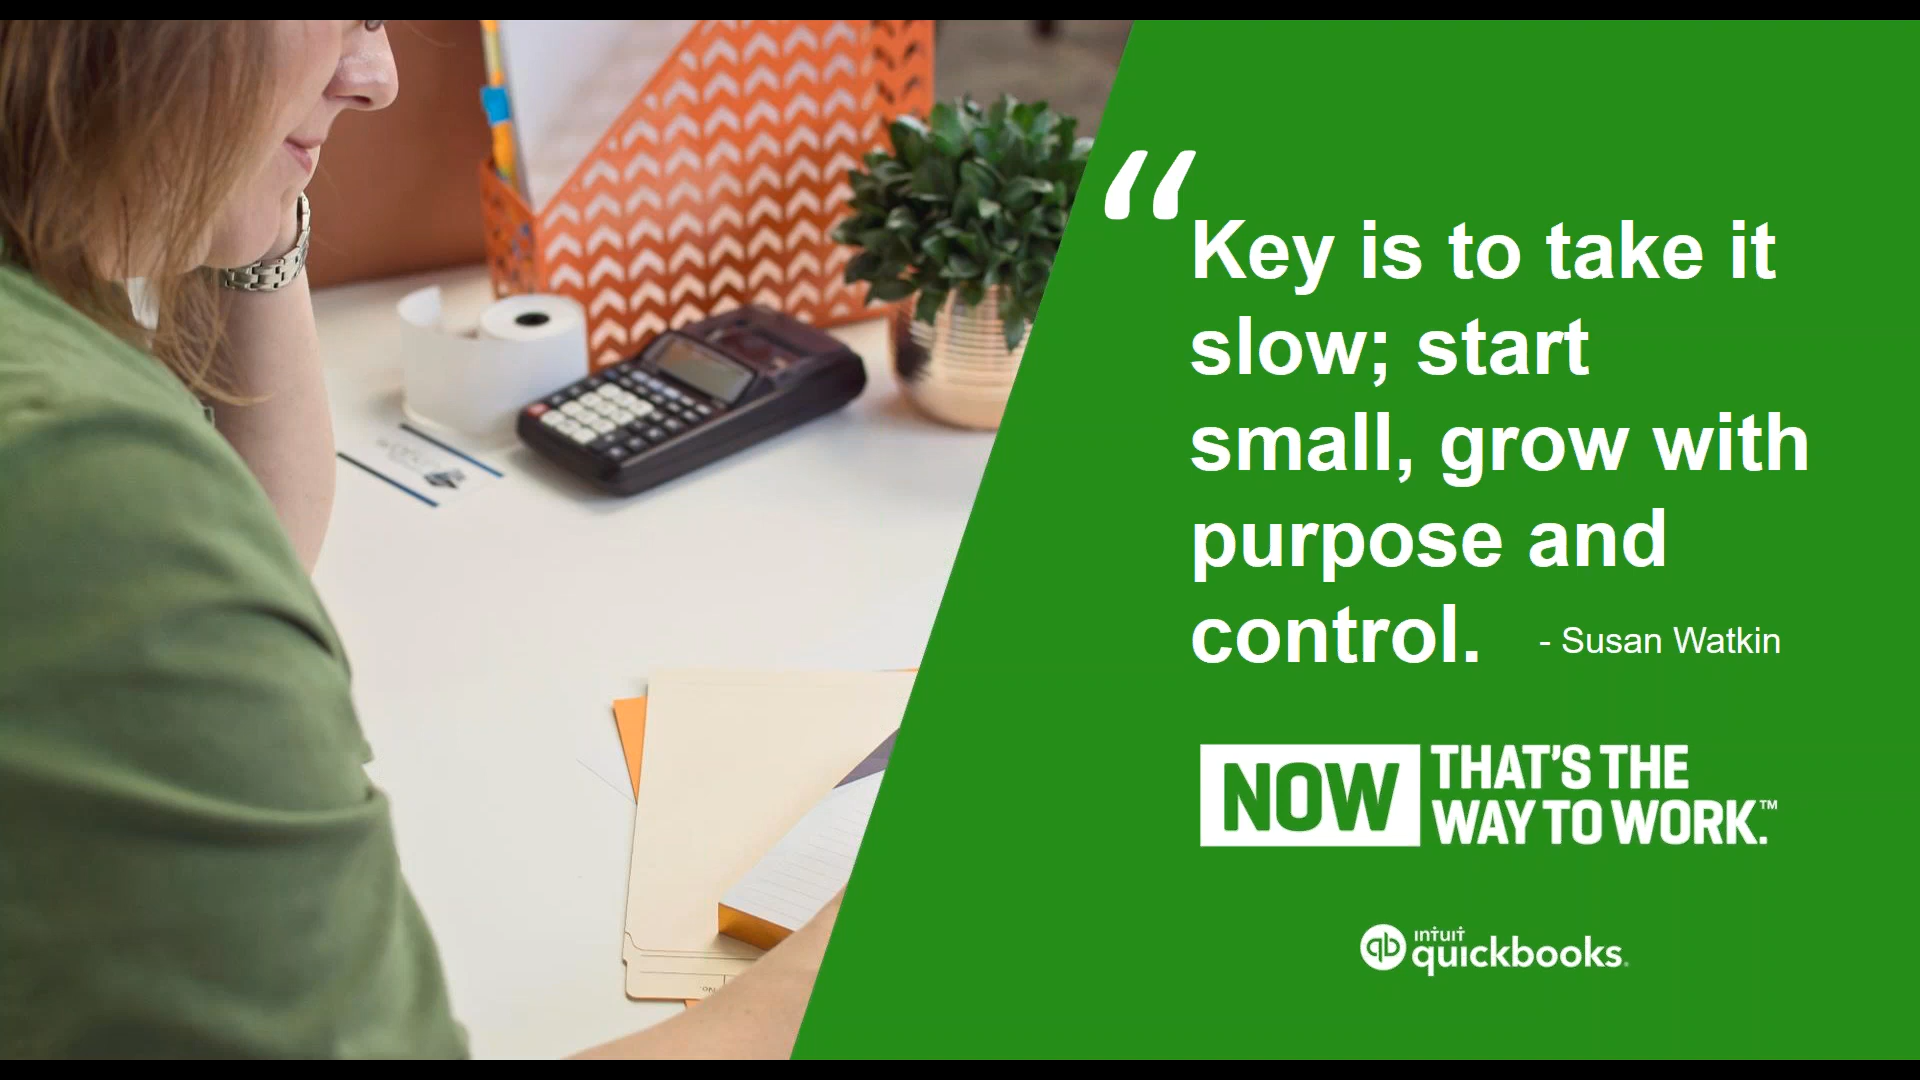 “
Key is to take it
slow; start
small, grow with
purpose and
control. - Susan Watkin
NOW THAT'S THE
WAY TO WORK.™
intuit
quickbooks.